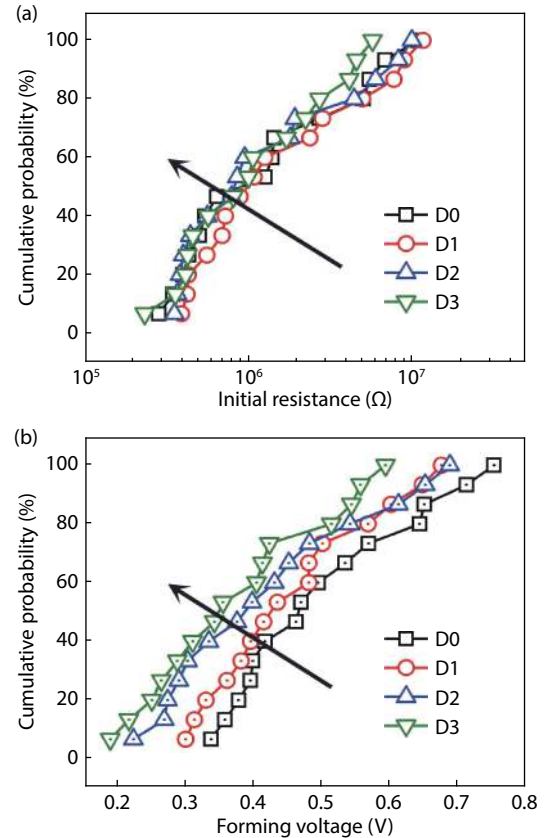 (a)
100
80
60
40
20
0
Cumulative probability (%)
D0
D1
D2
D3
10⁵
10⁶
10⁷
Initial resistance (Ω)
(b)
100
80
60
40
20
0
Cumulative probability (%)
D0
D1
D2
D3
0.2 0.3 0.4 0.5 0.6 0.7 0.8
Forming voltage (V)